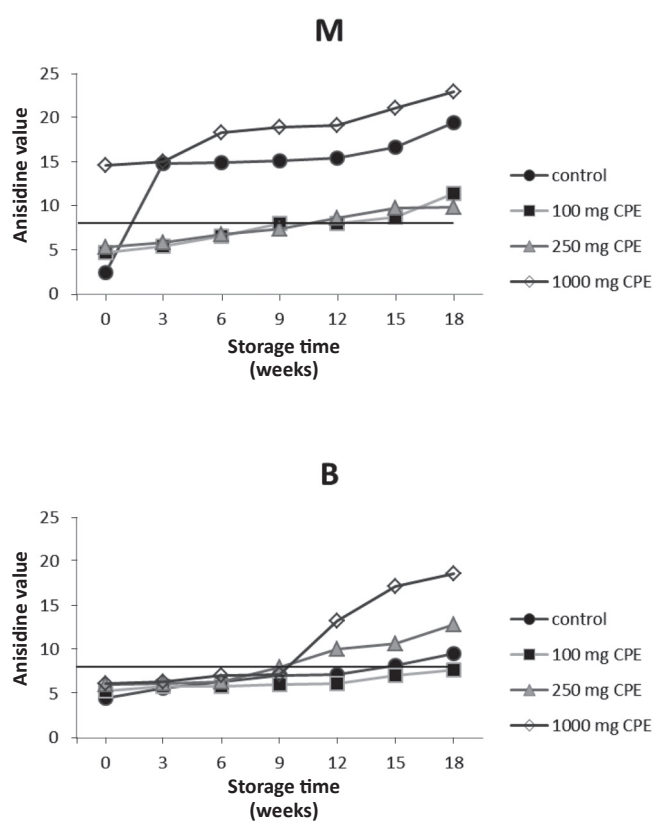 M
Anisidine value
25
20
15
10
5
0
0 3 6 9 12 15 18
Storage time
(weeks)
control
100 mg CPE
250 mg CPE
1000 mg CPE
B
Anisidine value
25
20
15
10
5
0
0 3 6 9 12 15 18
Storage time
(weeks)
control
100 mg CPE
250 mg CPE
1000 mg CPE